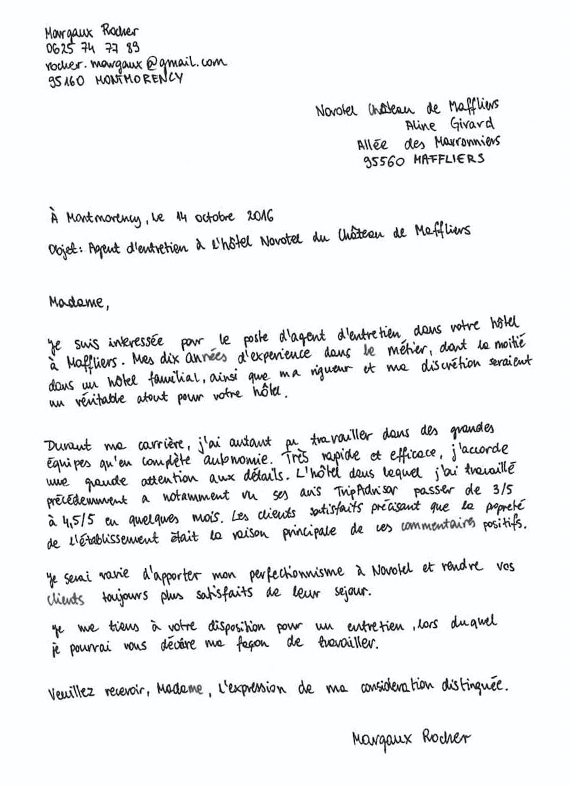 Margaux Rocher
0625 74 77 89
rocher.margaux@gmail.com
95160 MONTMORENCY
Novotel Château de Maffliers
Aline Girard
Allée des Marronniers
95560 MAFFLIERS
À Montmorency, le 14 octobre 2016
Objet: Agent d'entretien à l'hôtel Novotel du Château de Maffliers
Madame,
Je suis interessée par le poste d'agent d'entretien dans votre hôtel
à Maffliers. Mes dix années d'experience dans le métier, dont la moitié
dans un hôtel familial, ainsi que ma rigueur et ma discrétion seraient
un véritable atout pour votre hôtel.
Durant ma carrière, j'ai autant pu travailler dans des grandes
équipes qu'en complète autonomie. Très rapide et efficace, j'accorde
une grande attention aux détails. L'hôtel dans lequel j'ai travaillé
précédemment a notamment vu ses avis TripAdvisor passer de 3/5
à 4,5/5 en quelques mois. Les clients satisfaits précisant que la propreté
de l'établissement était la raison principale de ces commentaires positifs.
Je serai ravie d'apporter mon perfectionnisme à Novotel et rendre vos
clients toujours plus satisfaits de leur sejour.
Je me tiens à votre disposition pour un entretien, lors duquel
je pourrai vous décrire ma façon de travailler.
Veuillez recevoir, Madame, l'expression de ma consideration distinguée.
Margaux Rocher